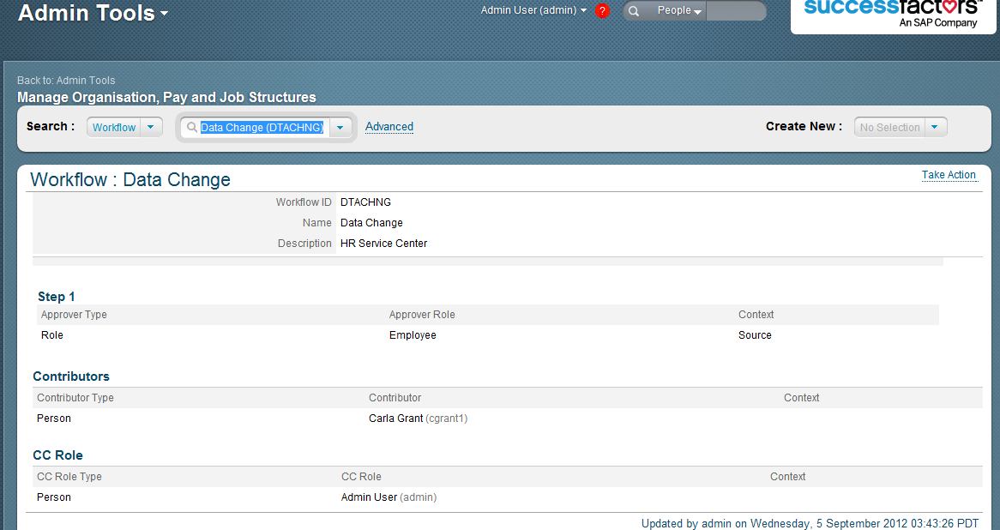 Admin Tools
Admin User (admin) ? People
successfactors™
An SAP Company
Back to: Admin Tools
Manage Organisation, Pay and Job Structures
Search : Workflow Data Change (DTACHNG) Advanced Create New : No Selection
Workflow : Data Change Take Action
Workflow ID DTACHNG
Name Data Change
Description HR Service Center
Step 1
Approver Type Approver Role Context
Role Employee Source
Contributors
Contributor Type Contributor Context
Person Carla Grant (cgrant1)
CC Role
CC Role Type CC Role Context
Person Admin User (admin)
Updated by admin on Wednesday, 5 September 2012 03:43:26 PDT